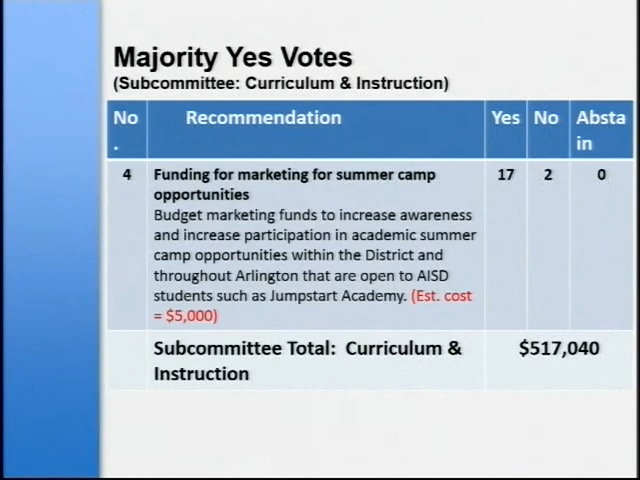 Majority Yes Votes
(Subcommittee: Curriculum & Instruction)
No Recommendation Yes No Absta
. in
4 Funding for marketing for summer camp 17 2 0
opportunities
Budget marketing funds to increase awareness
and increase participation in academic summer
camp opportunities within the District and
throughout Arlington that are open to AISD
students such as Jumpstart Academy. (Est. cost
= $5,000)
Subcommittee Total: Curriculum & $517,040
Instruction